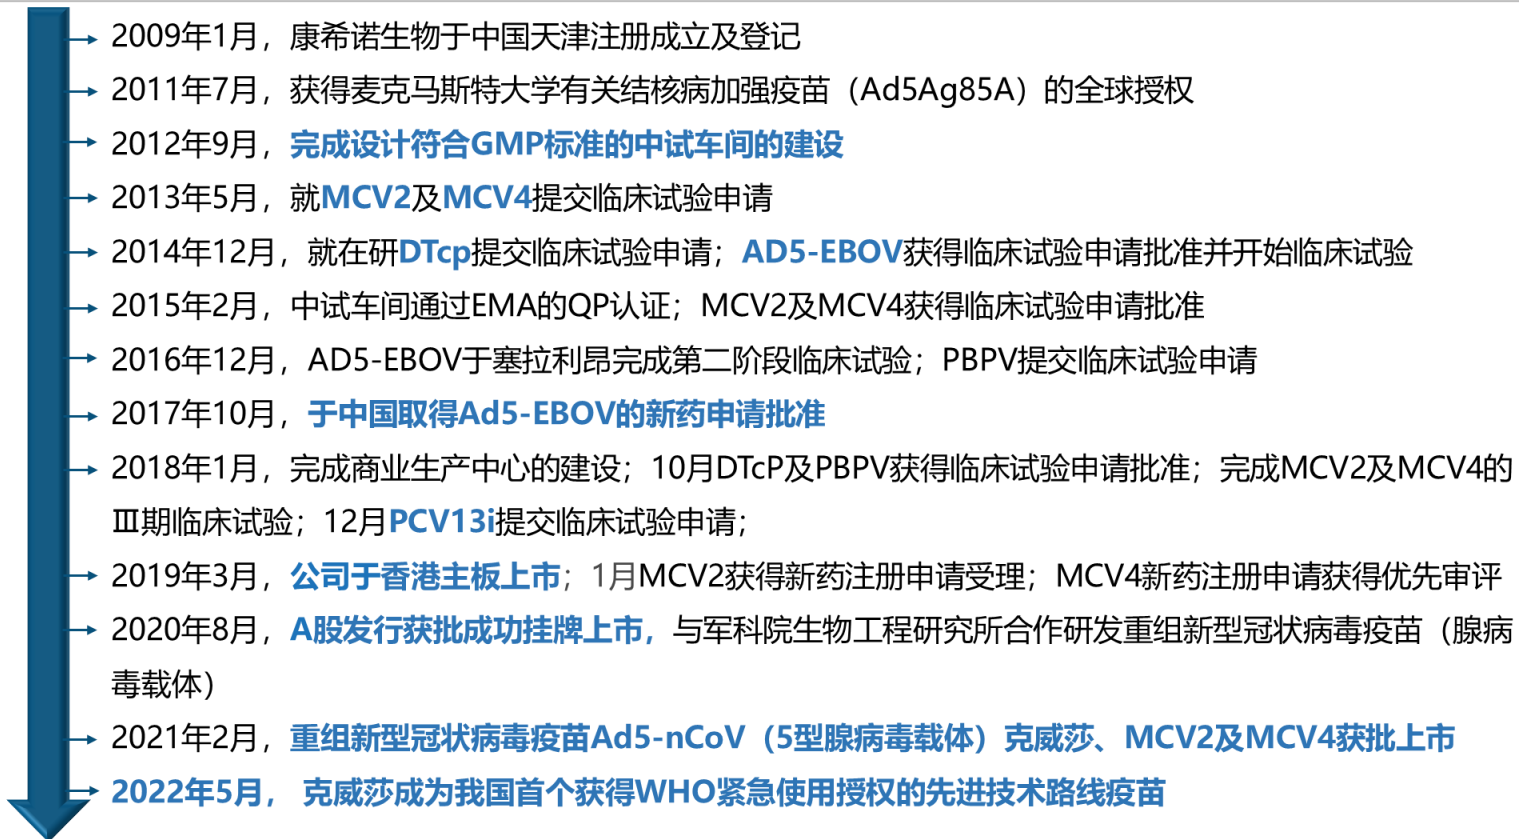 2009年1月，康希诺生物于中国天津注册成立及登记
2011年7月，获得麦克马斯特大学有关结核病加强疫苗（Ad5Ag85A）的全球授权
2012年9月，完成设计符合GMP标准的中试车间的建设
2013年5月，就MCV2及MCV4提交临床试验申请
2014年12月，就在研DTcp提交临床试验申请；AD5-EBOV获得临床试验申请批准并开始临床试验
2015年2月，中试车间通过EMA的QP认证；MCV2及MCV4获得临床试验申请批准
2016年12月，AD5-EBOV于塞拉利昂完成第二阶段临床试验；PBPV提交临床试验申请
2017年10月，于中国取得Ad5-EBOV的新药申请批准
2018年1月，完成商业生产中心的建设；10月DTcP及PBPV获得临床试验申请批准；完成MCV2及MCV4的
Ⅲ期临床试验；12月PCV13i提交临床试验申请；
2019年3月，公司于香港主板上市；1月MCV2获得新药注册申请受理；MCV4新药注册申请获得优先审评
2020年8月，A股发行获批成功挂牌上市，与军科院生物工程研究所合作研发重组新型冠状病毒疫苗（腺病
毒载体）
2021年2月，重组新型冠状病毒疫苗Ad5-nCoV（5型腺病毒载体）克威莎、MCV2及MCV4获批上市
2022年5月， 克威莎成为我国首个获得WHO紧急使用授权的先进技术路线疫苗